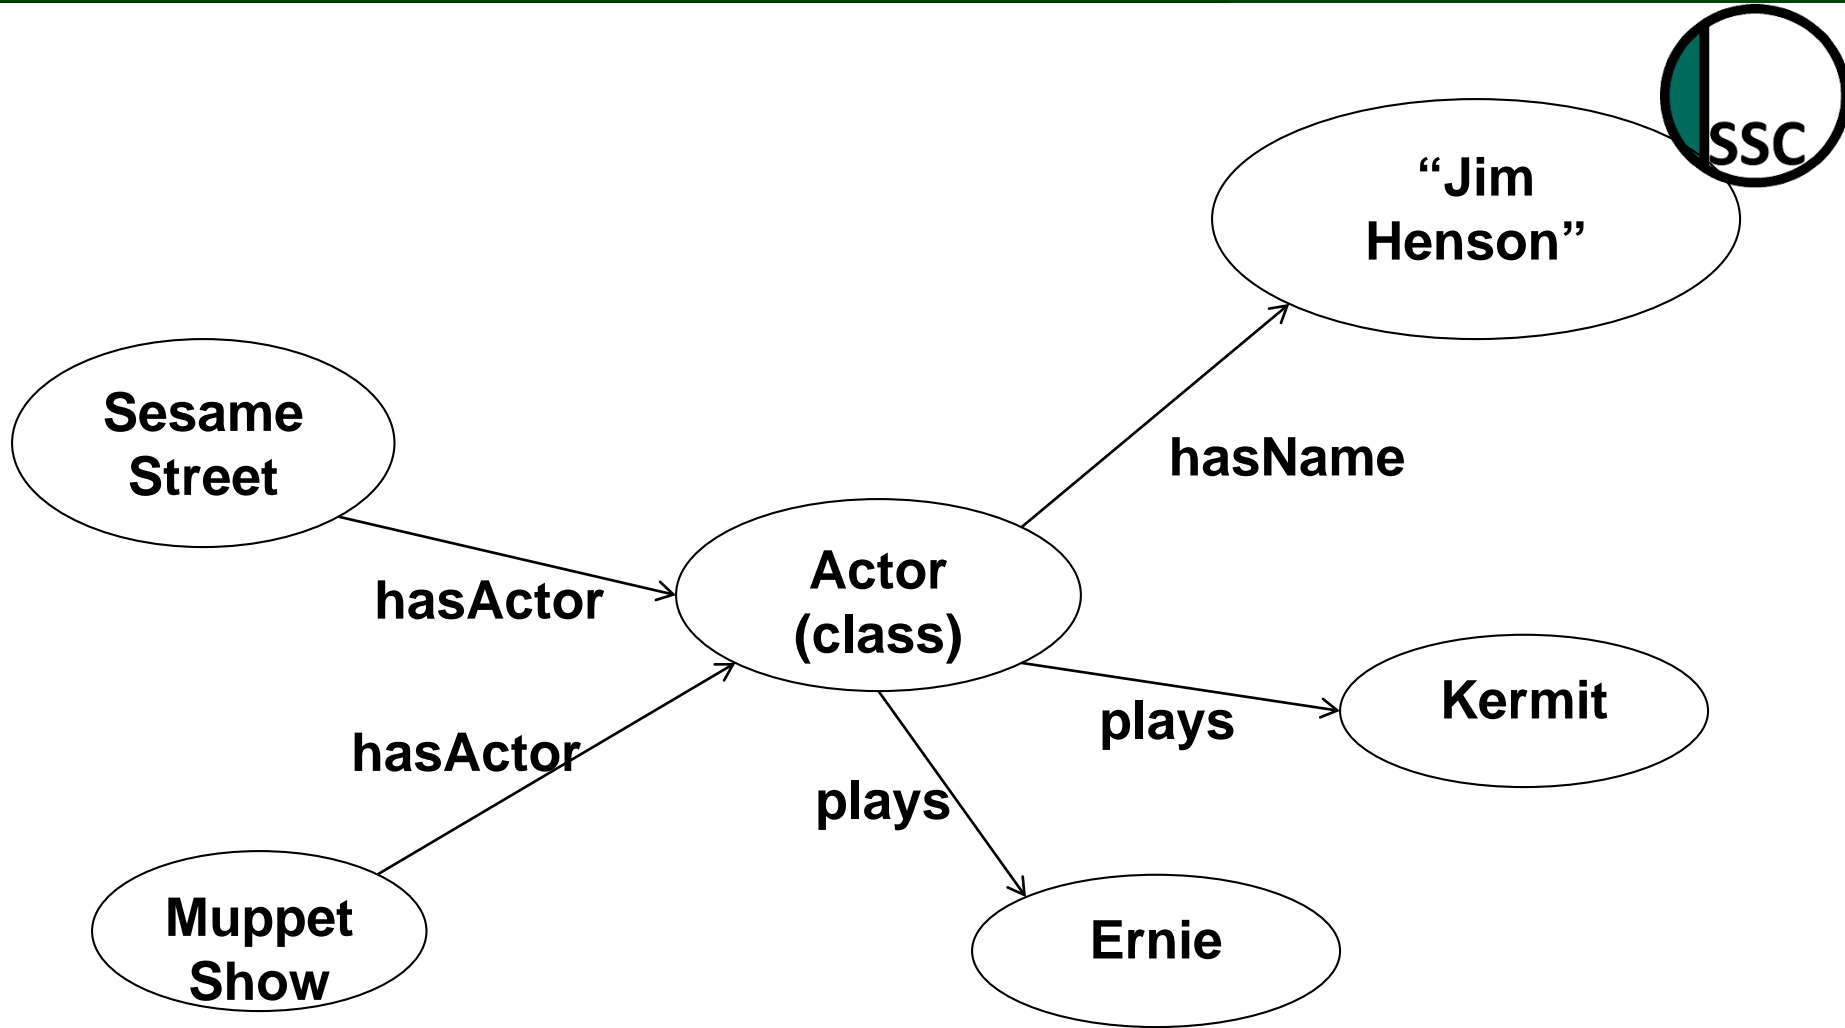 SSC
“Jim
Henson”
Sesame
Street
hasName
Actor
(class)
hasActor
Kermit
plays
hasActor
plays
Muppet
Show
Ernie